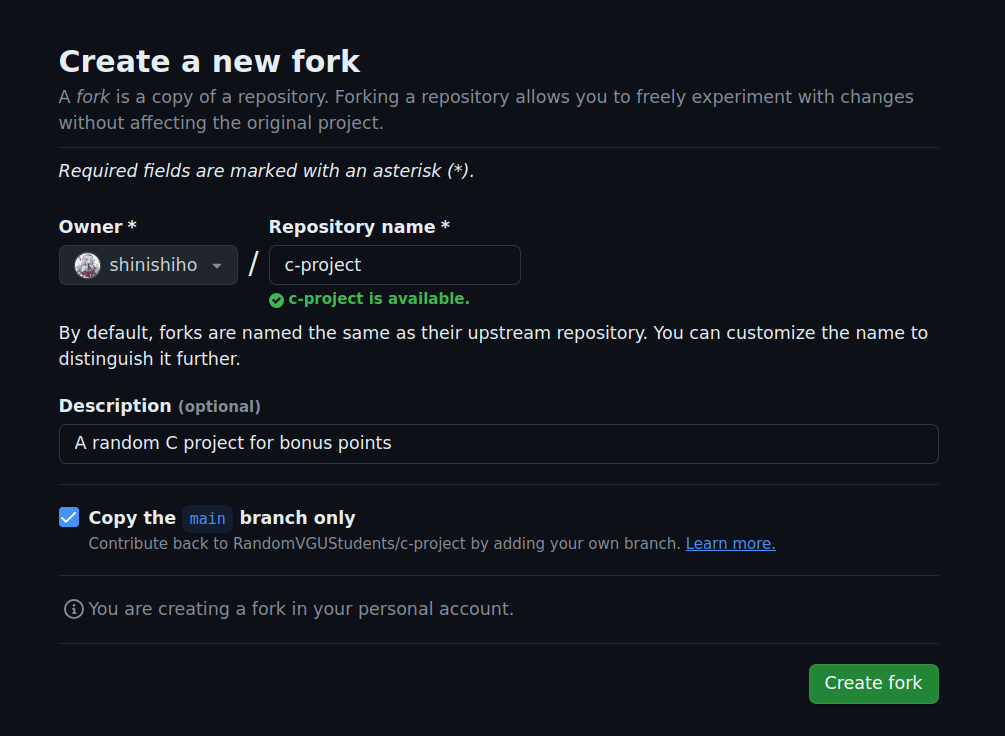 Create a new fork
A fork is a copy of a repository. Forking a repository allows you to freely experiment with changes
without affecting the original project.
Required fields are marked with an asterisk (*).
Owner * Repository name *
shinishiho / c-project
c-project is available.
By default, forks are named the same as their upstream repository. You can customize the name to
distinguish it further.
Description (optional)
A random C project for bonus points
Copy the main branch only
Contribute back to RandomVGUStudents/c-project by adding your own branch. Learn more.
You are creating a fork in your personal account.
Create fork